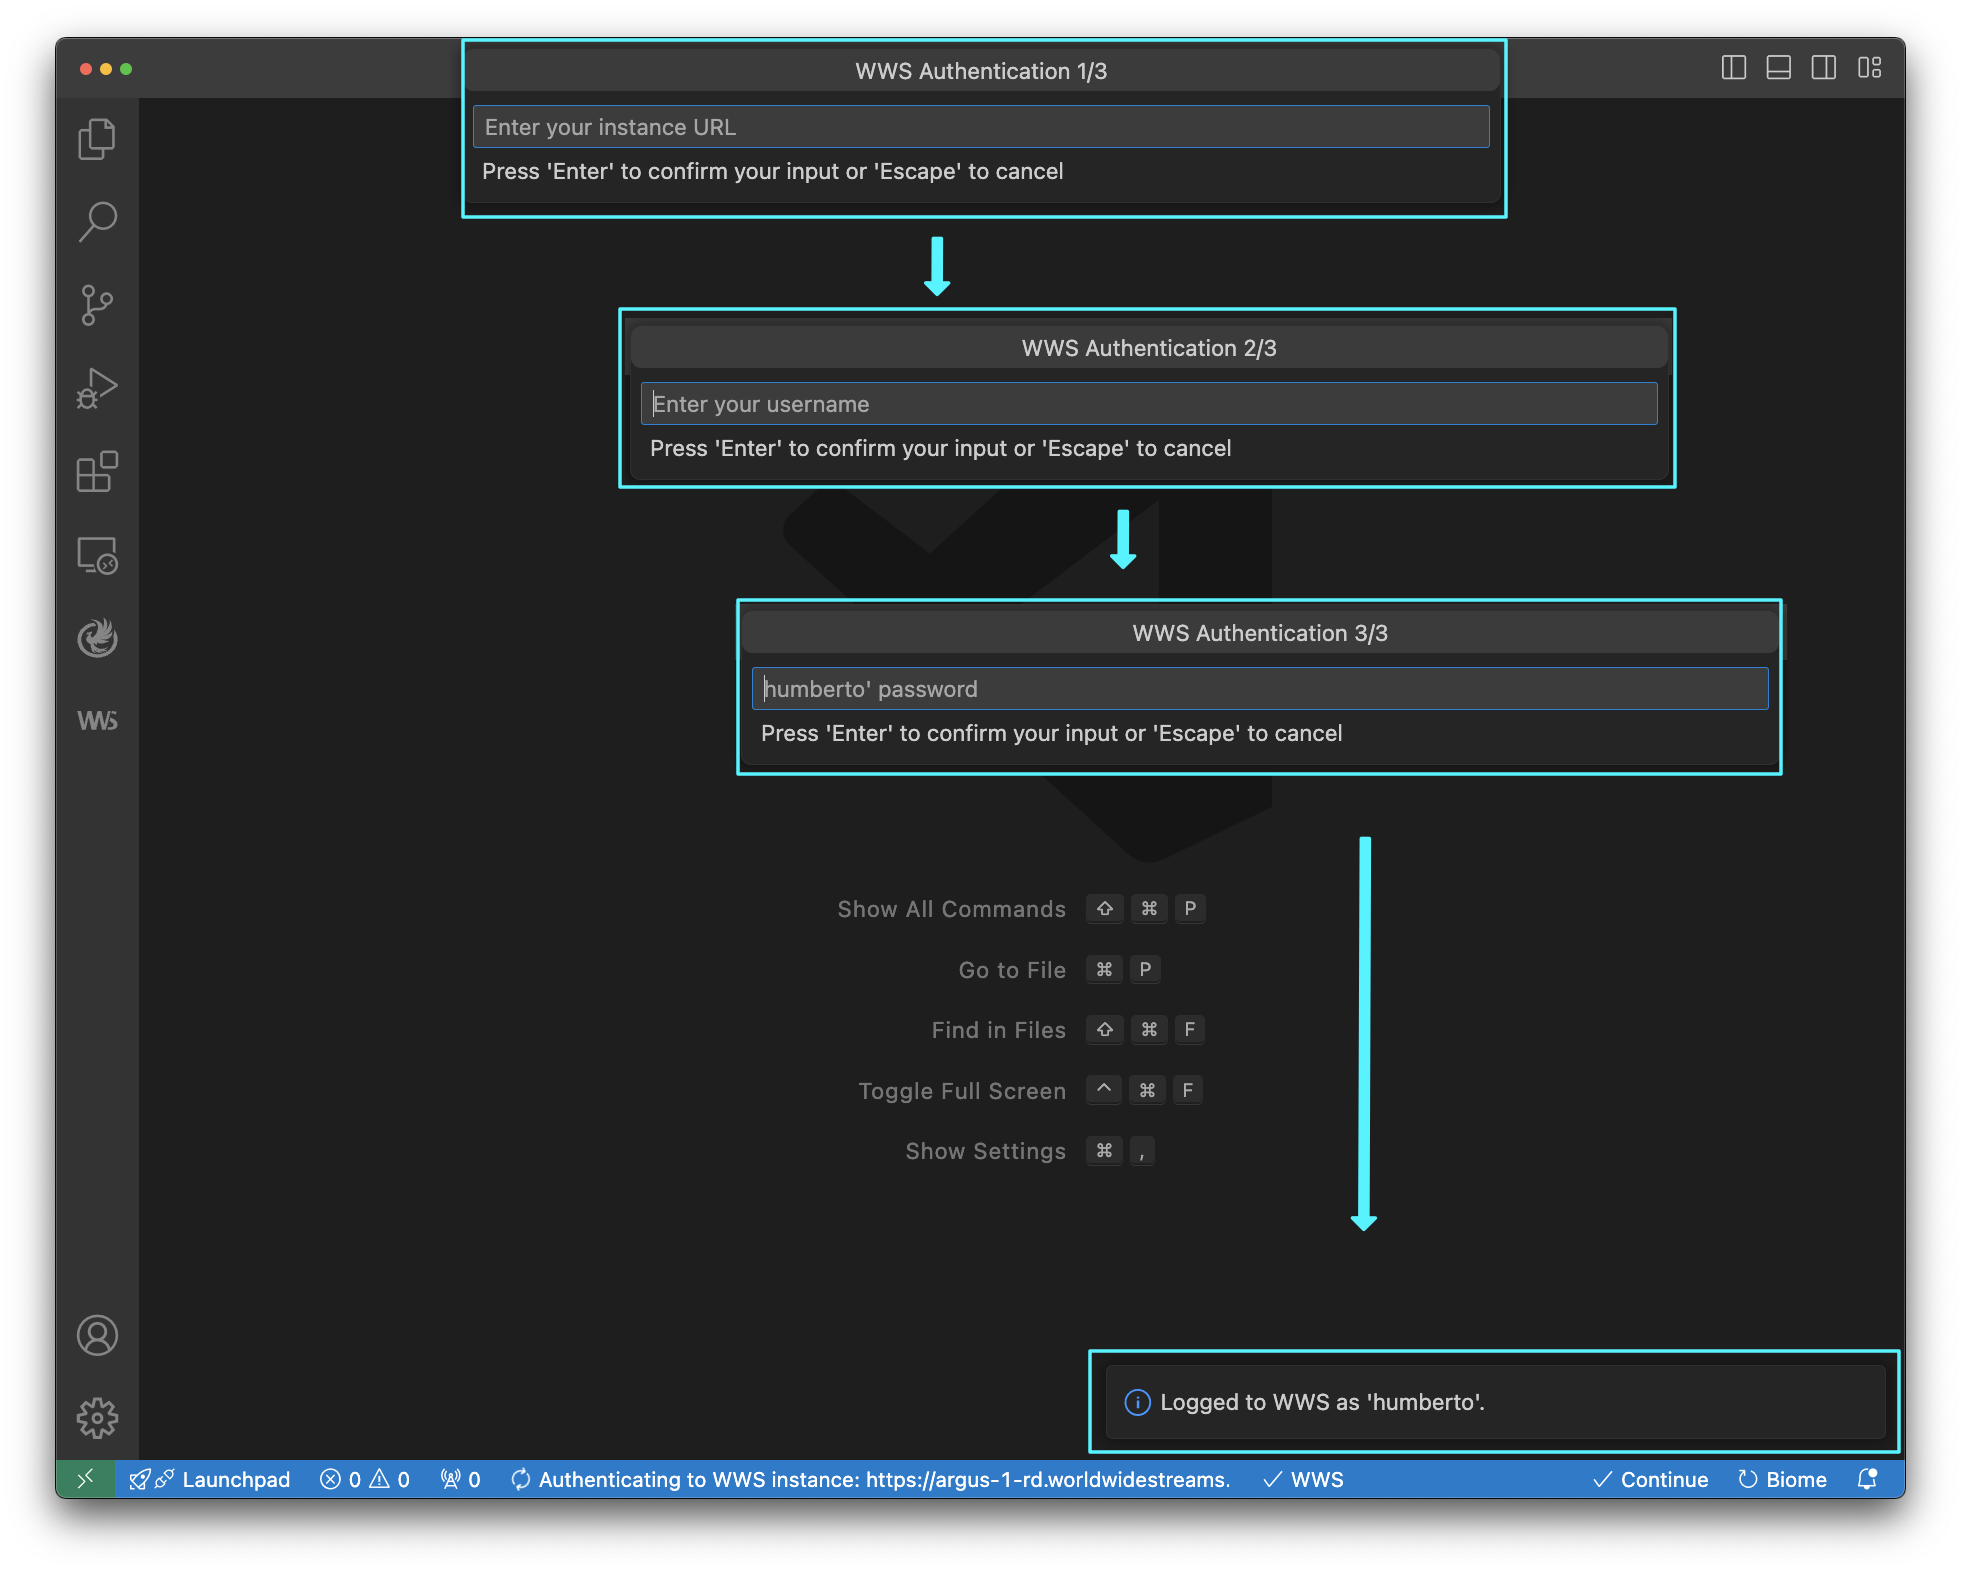 WWS Authentication 1/3
Enter your instance URL
Press 'Enter' to confirm your input or 'Escape' to cancel
WWS Authentication 2/3
Enter your username
Press 'Enter' to confirm your input or 'Escape' to cancel
WWS Authentication 3/3
humberto' password
Press 'Enter' to confirm your input or 'Escape' to cancel
WWS
Show All Commands ⇧ ⌘ P
Go to File ⌘ P
Find in Files ⇧ ⌘ F
Toggle Full Screen ^ ⌘ F
Show Settings ⌘ ,
Logged to WWS as 'humberto'.
Launchpad 0 0 0 Authenticating to WWS instance: https://argus-1-rd.worldwidestreams. WWS Continue Biome